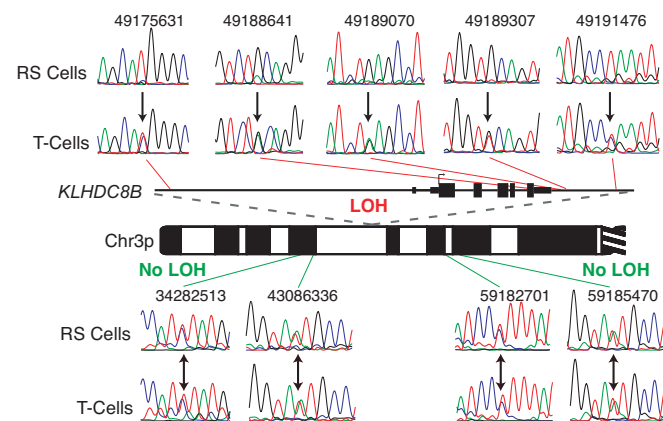 49175631 49188641 49189070 49189307 49191476
RS Cells
T-Cells
KLHDC8B
LOH
Chr3p
No LOH No LOH
34282513 43086336 59182701 59185470
RS Cells
T-Cells